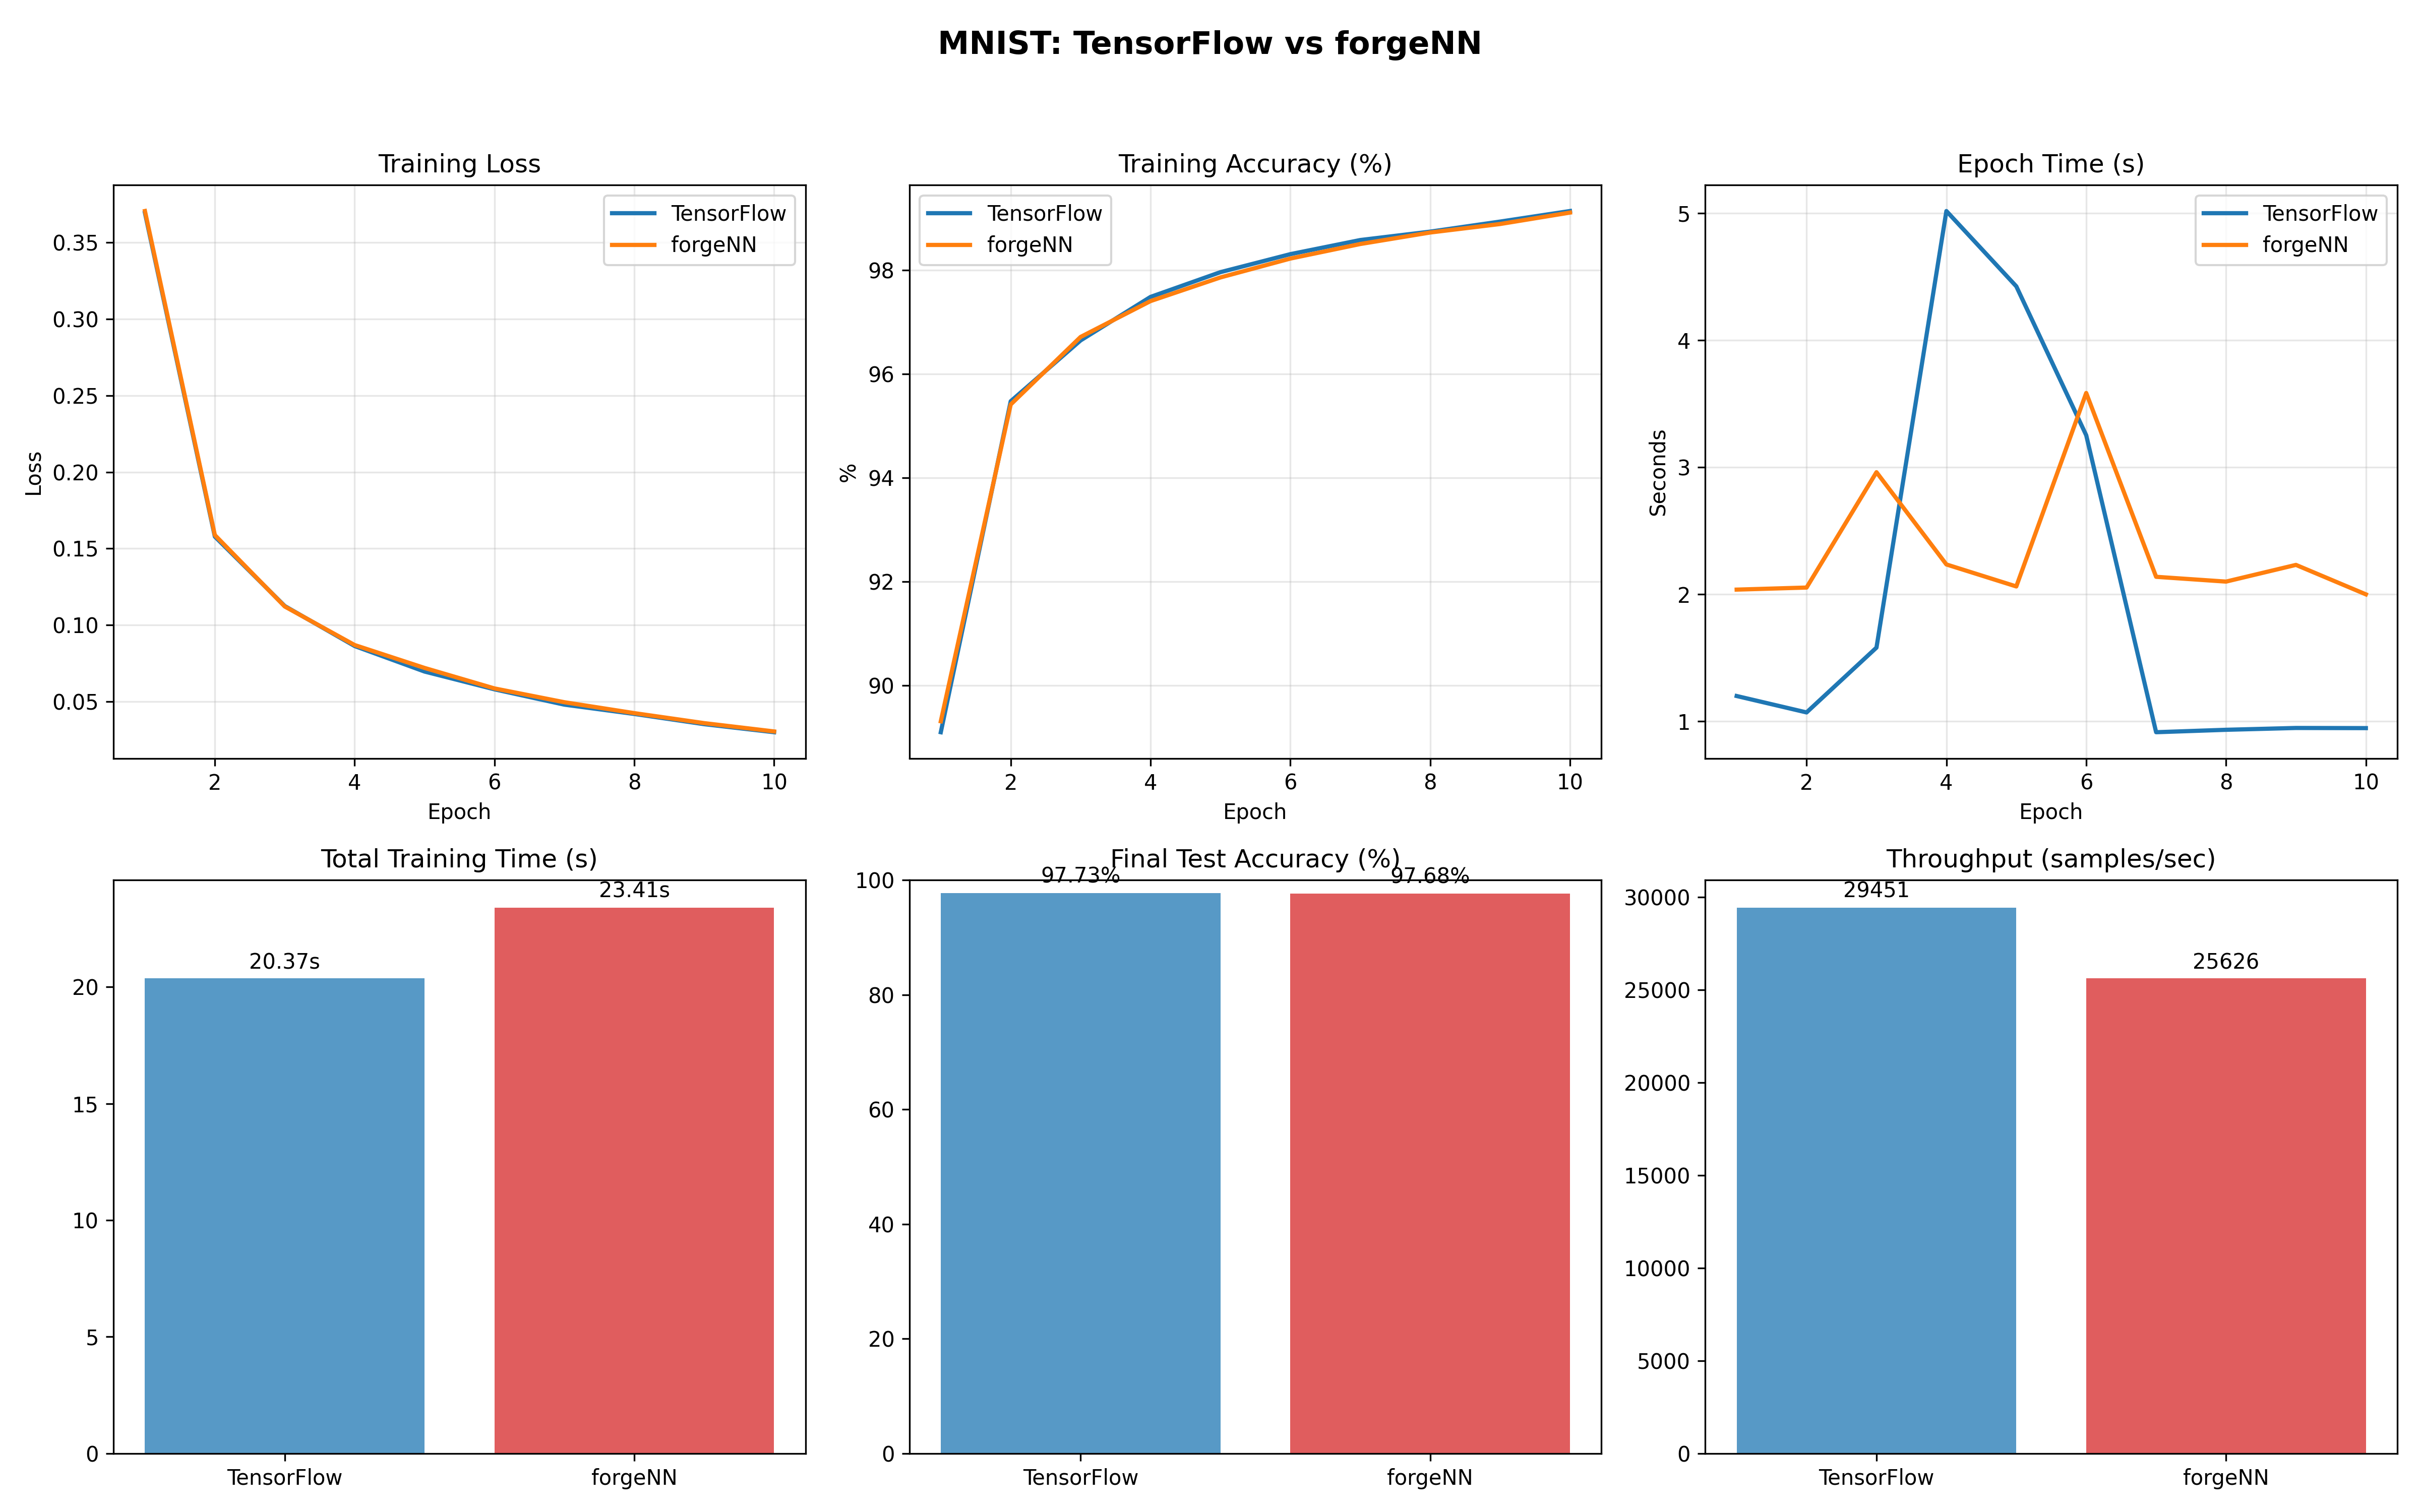 MNIST: TensorFlow vs forgeNN
Training Loss
TensorFlow
forgeNN
0.35
0.30
0.25
0.20
0.15
0.10
0.05
Loss
2 4 6 8 10
Epoch
Training Accuracy (%)
TensorFlow
forgeNN
98
96
94
92
90
%
2 4 6 8 10
Epoch
Epoch Time (s)
TensorFlow
forgeNN
5
4
3
2
1
Seconds
2 4 6 8 10
Epoch
Total Training Time (s)
23.41s
20.37s
20
15
10
5
0
TensorFlow forgeNN
Final Test Accuracy (%)
97.73% 97.68%
100
80
60
40
20
0
TensorFlow forgeNN
Throughput (samples/sec)
29451
25626
30000
25000
20000
15000
10000
5000
0
TensorFlow forgeNN